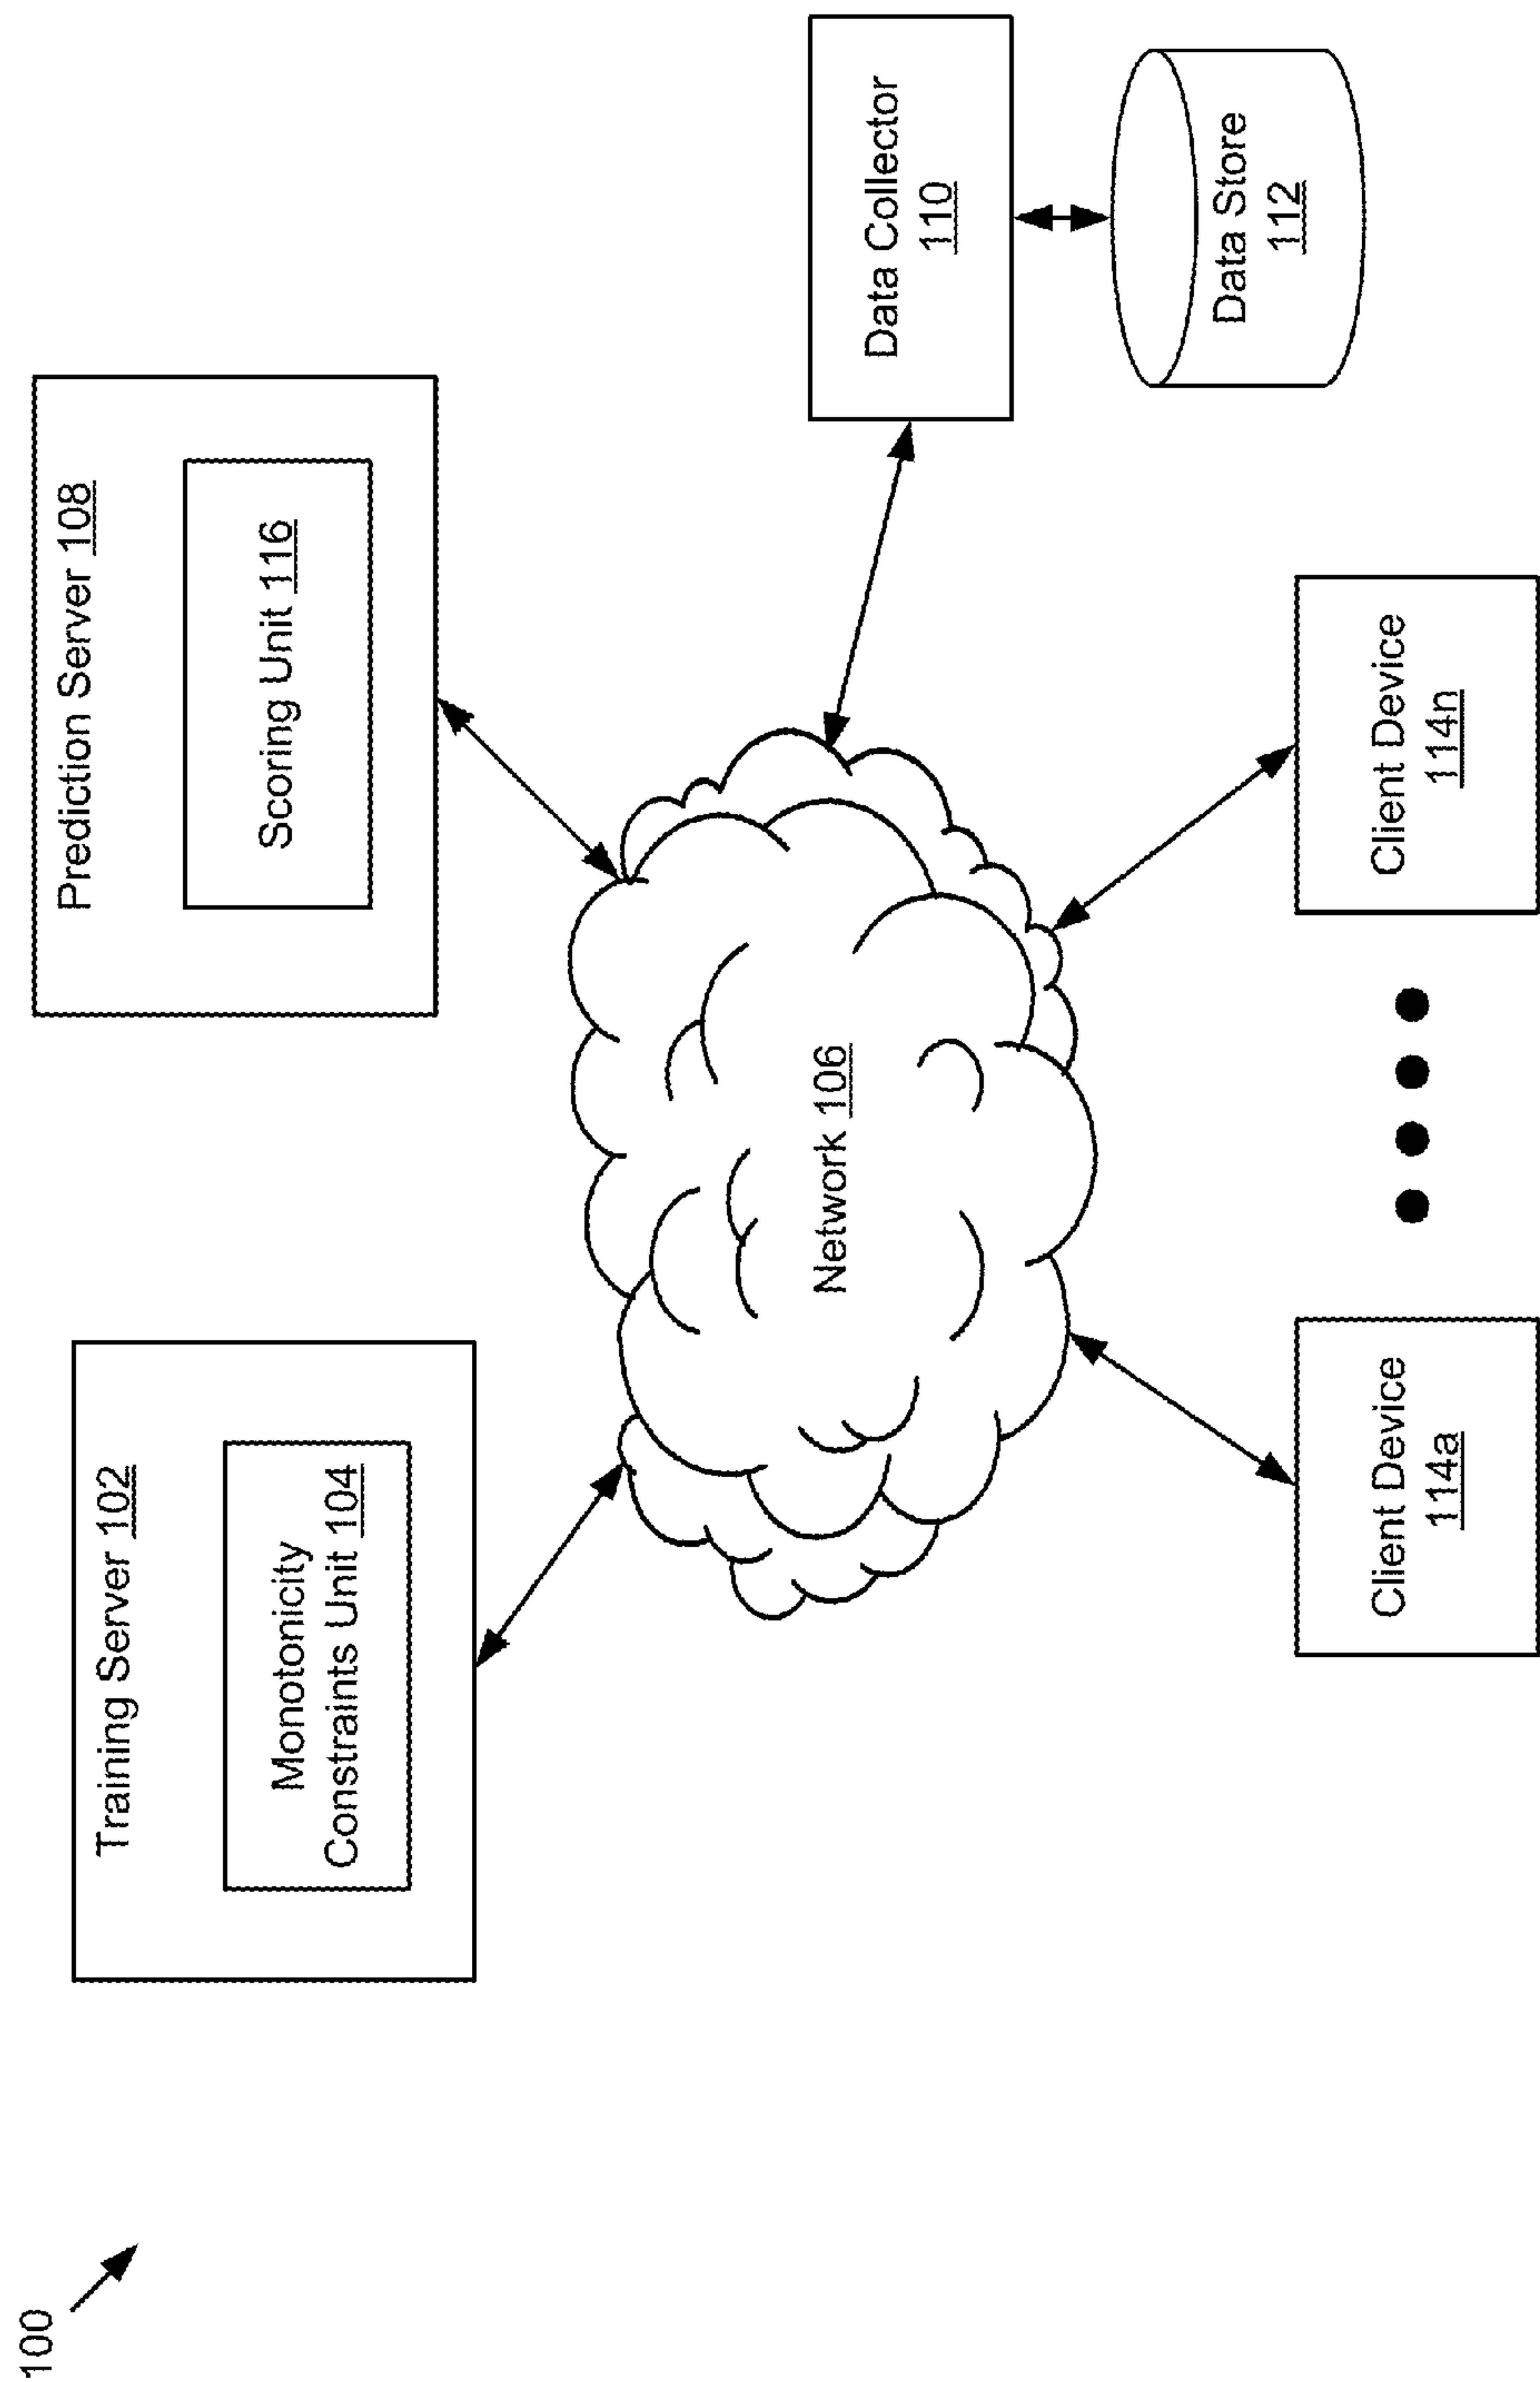 100
Training Server 102
Monotonicity
Constraints Unit 104
Prediction Server 108
Scoring Unit 116
Network 106
Data Collector
110
Data Store
112
Client Device
114a
Client Device
114n